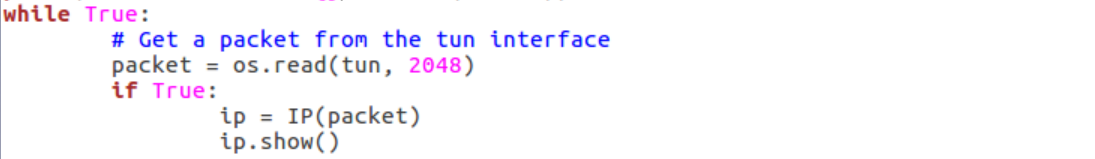 while True:
        # Get a packet from the tun interface
        packet = os.read(tun, 2048)
        if True:
                ip = IP(packet)
                ip.show()